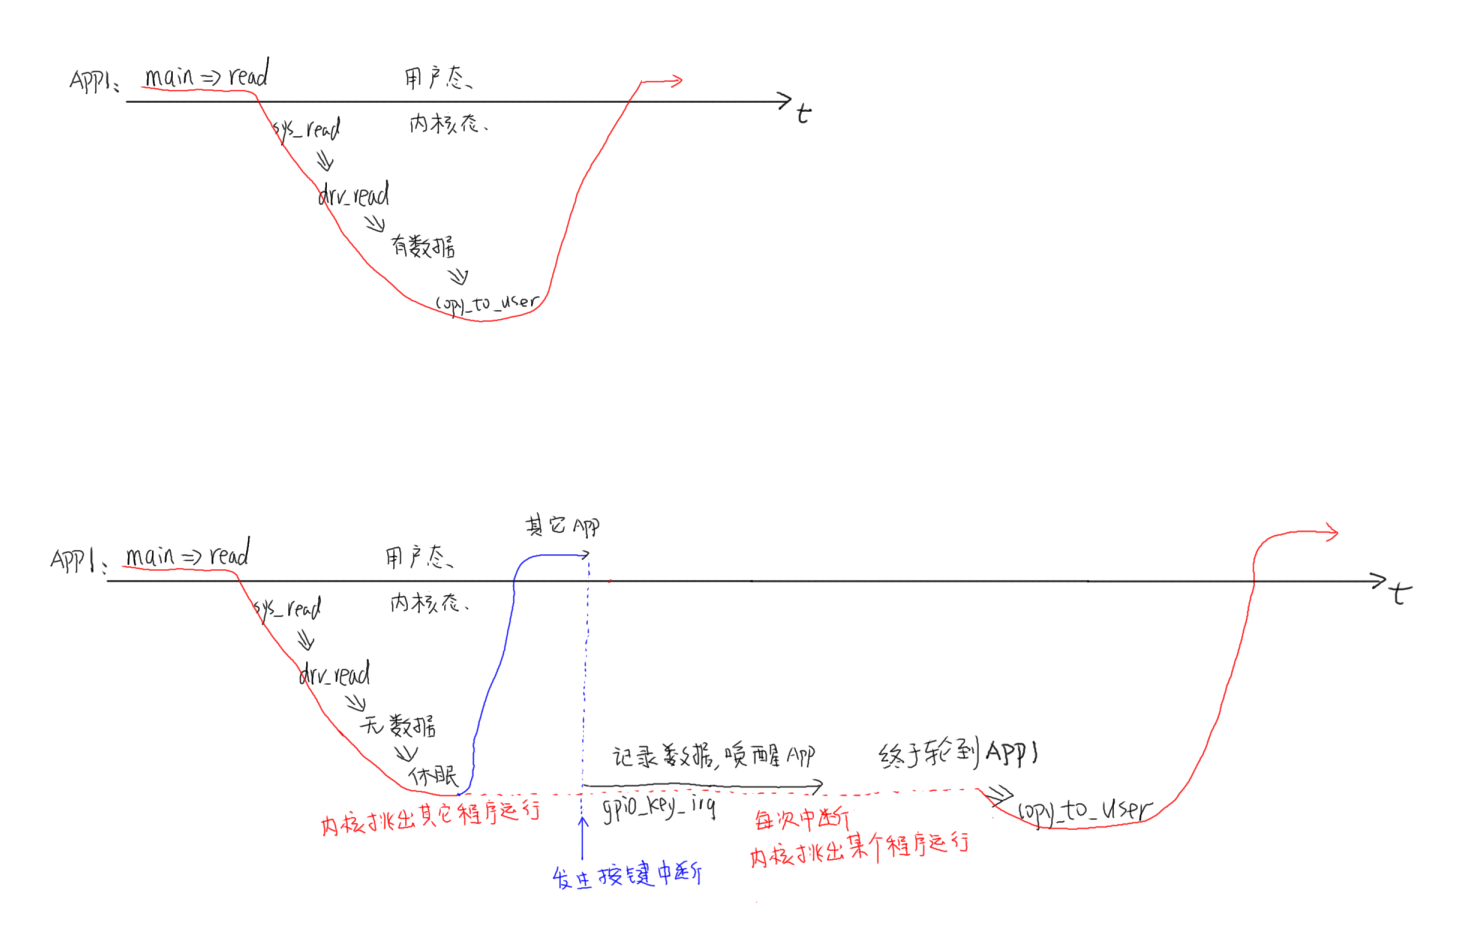 APP1: main => read
用户态、
内核态、
t
sys_read
drv_read
有数据
copy_to_user
其它APP
APP1: main => read
用户态、
内核态、
t
sys_read
drv_read
无数据
休眠
内核挑出其它程序运行
记录数据,唤醒APP
gpio_key_irq
发生按键中断
每次中断
内核挑出某个程序运行
终于轮到APP1
copy_to_user